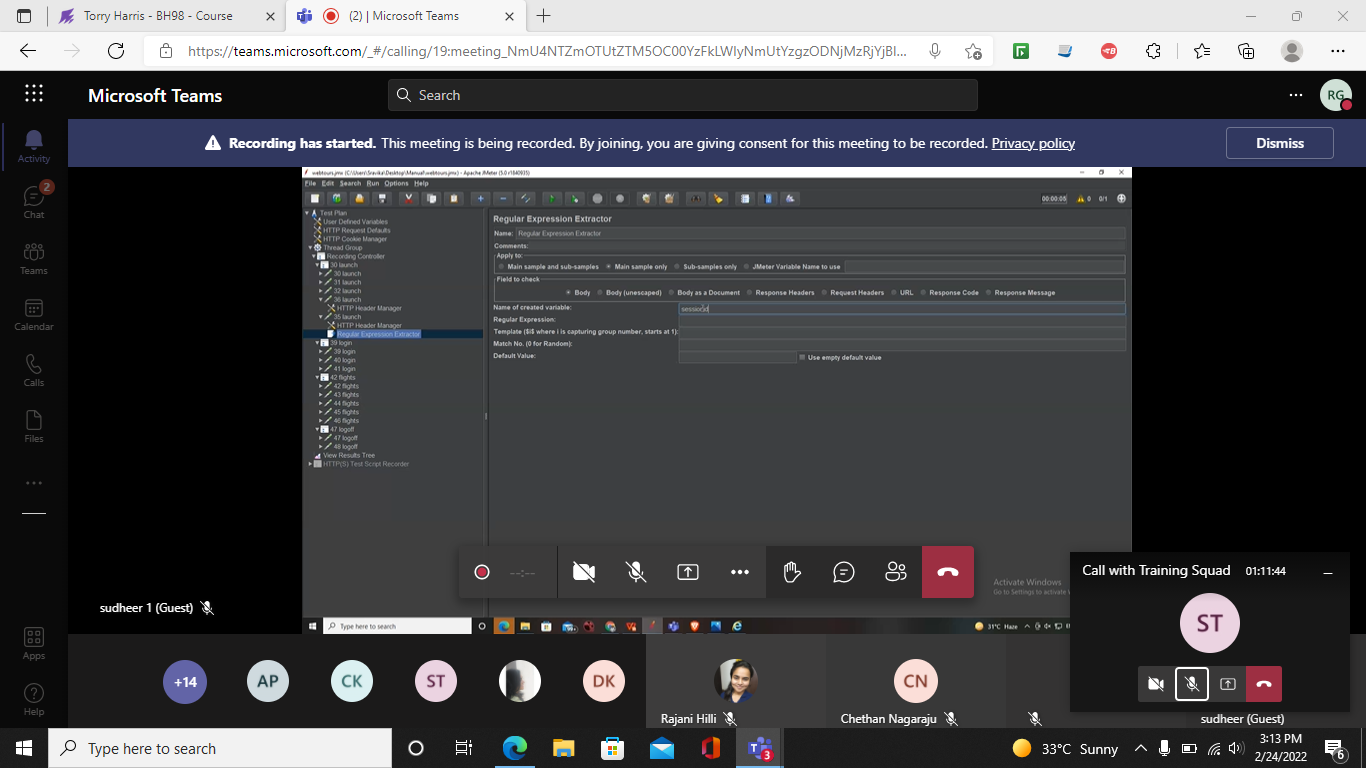 Torry Harris - BH98 - Course
(2) | Microsoft Teams
https://teams.microsoft.com/_#/calling/19:meeting_NmU4NTZmOTUtZTM5OC00YzFkLWIyNmUtYzgzODNjMzRjYjBl...
Microsoft Teams
Search
RG
Recording has started. This meeting is being recorded. By joining, you are giving consent for this meeting to be recorded. Privacy policy
Dismiss
Activity
2
Chat
Teams
Calendar
Calls
Files
Apps
Help
webtours.jmx (C:\Users\Sravika\Desktop\Manual\webtours.jmx) - Apache JMeter (5.0 r1840935)
File Edit Search Run Options Help
00:00:05 0 0/1
Test Plan
User Defined Variables
HTTP Request Defaults
HTTP Cookie Manager
Thread Group
Recording Controller
30 launch
30 launch
31 launch
32 launch
36 launch
HTTP Header Manager
35 launch
HTTP Header Manager
Regular Expression Extractor
39 login
39 login
40 login
41 login
42 flights
42 flights
43 flights
44 flights
45 flights
46 flights
47 logoff
47 logoff
48 logoff
View Results Tree
HTTP(S) Test Script Recorder
Regular Expression Extractor
Name: Regular Expression Extractor
Comments:
Apply to:
Main sample and sub-samples Main sample only Sub-samples only JMeter Variable Name to use
Field to check
Body Body (unescaped) Body as a Document Response Headers Request Headers URL Response Code Response Message
Name of created variable:
Regular Expression:
Template ($i$ where i is capturing group number, starts at 1):
Match No. (0 for Random):
Default Value: Use empty default value
Activate Windows
Go to Settings to activate
--:--
Type here to search
31°C Haze
sudheer 1 (Guest)
Call with Training Squad 01:11:44
ST
+14
AP
CK
ST
DK
Rajani Hilli
CN
Chethan Nagaraju
sudheer (Guest)
Type here to search
3
33°C Sunny
3:13 PM
2/24/2022
6